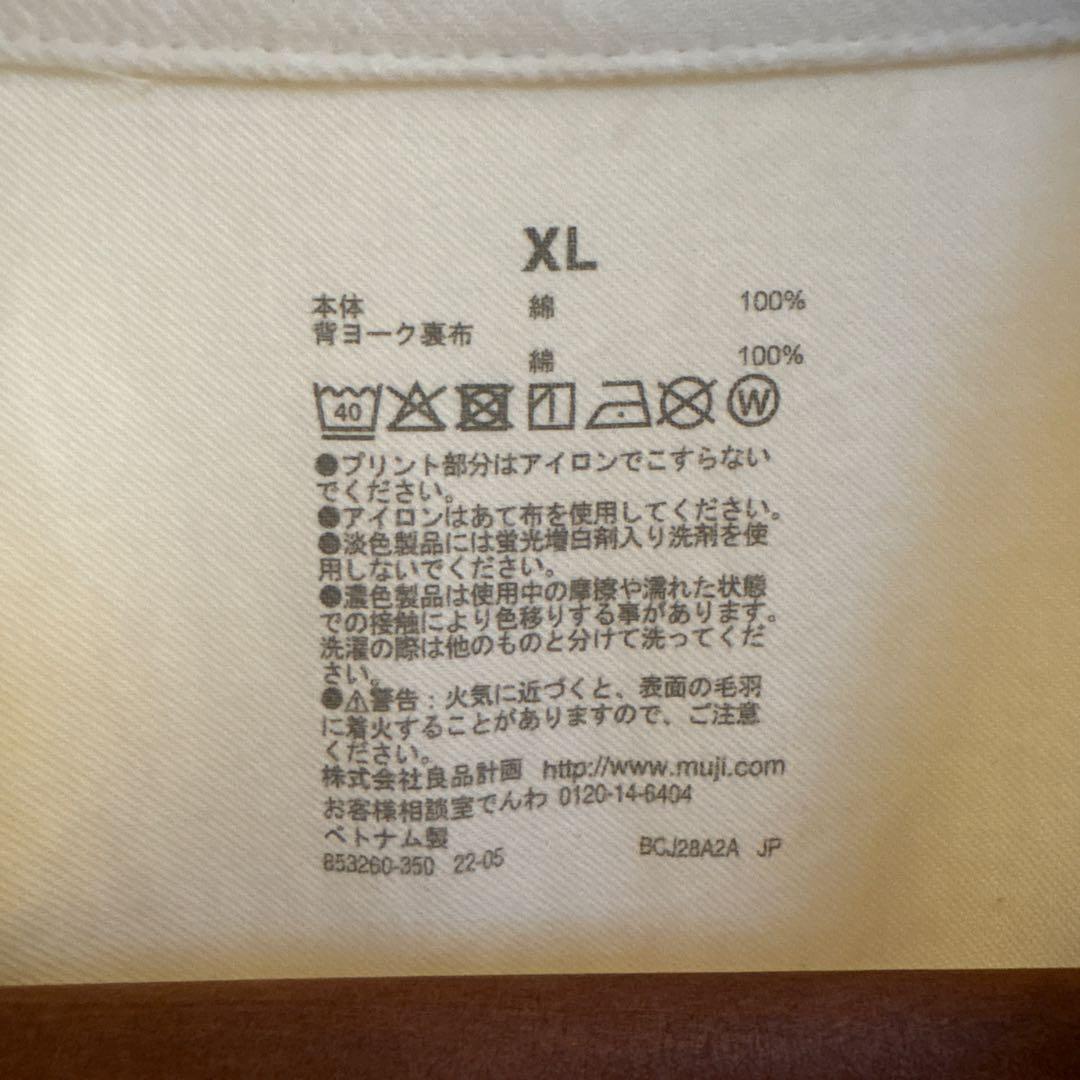 XL
本体 綿 100%
背ヨーク裏布
綿 100%
40 W
●プリント部分はアイロンでこすらない
でください。
●アイロンはあて布を使用してください。
●淡色製品には蛍光増白剤入り洗剤を使
用しないでください。
●濃色製品は使用中の摩擦や濡れた状態
での接触により色移りする事があります。
洗濯の際は他のものと分けて洗ってくだ
さい。
●⚠警告：火気に近づくと、表面の毛羽
に着火することがありますので、ご注意
ください。
株式会社良品計画 http://www.muji.com
お客様相談室でんわ 0120-14-6404
ベトナム製
853260-350 22-05 BCJ28A2A JP